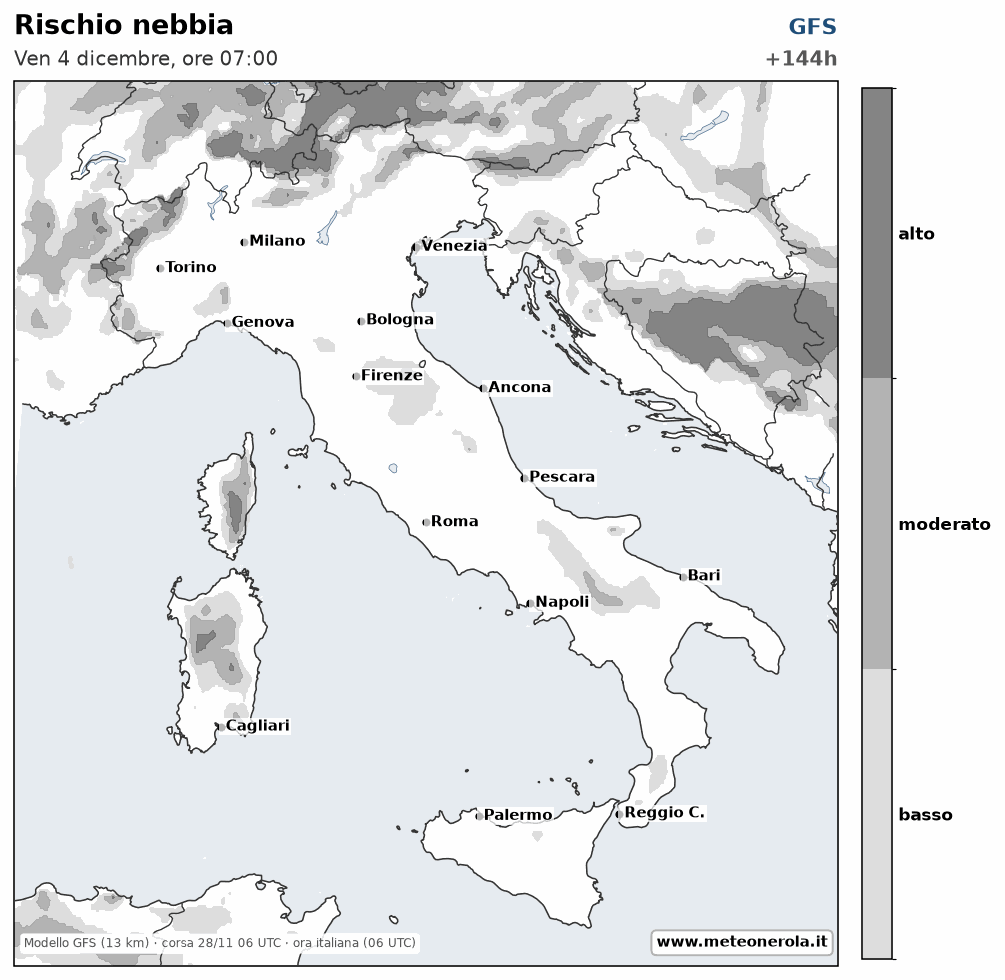 Rischio nebbia
GFS
Ven 4 dicembre, ore 07:00
+144h
alto
moderato
basso
Milano
Venezia
Torino
Genova
Bologna
Firenze
Ancona
Pescara
Roma
Bari
Napoli
Cagliari
Palermo
Reggio C.
Modello GFS (13 km) · corsa 28/11 06 UTC · ora italiana (06 UTC)
www.meteonerola.it